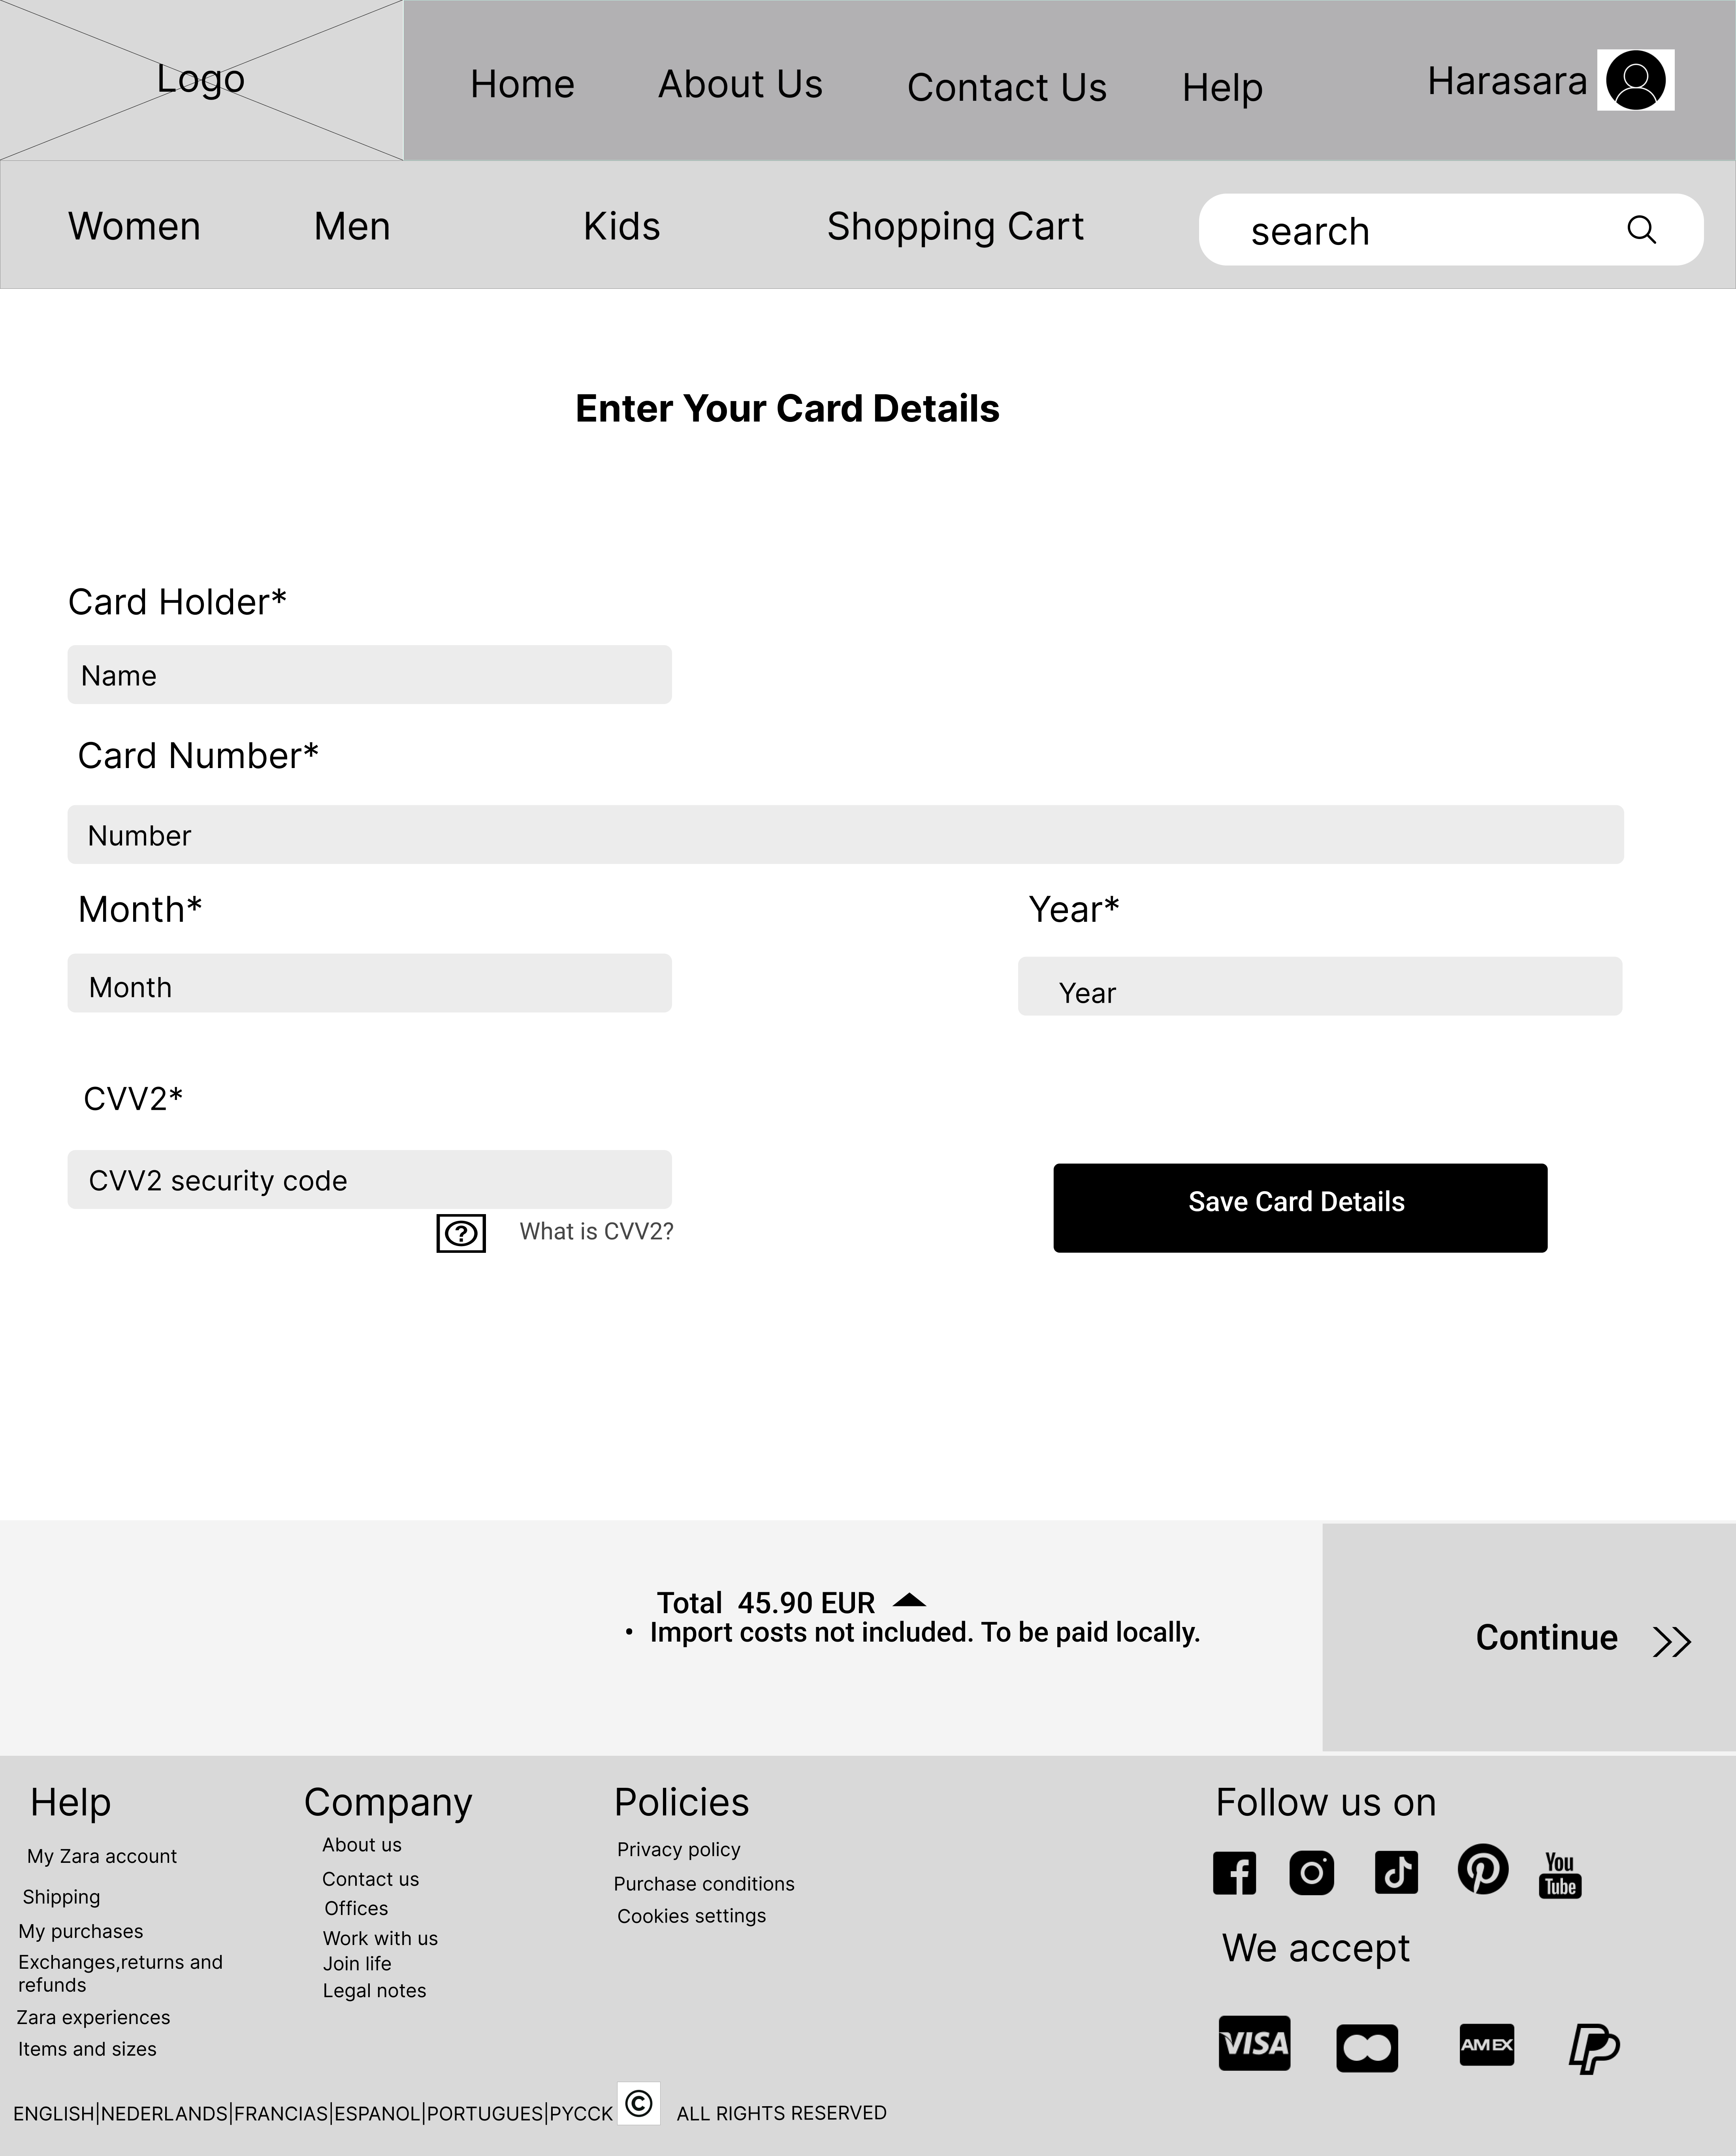 Logo
Home About Us Contact Us Help Harasara
Women Men Kids Shopping Cart search
Enter Your Card Details
Card Holder*
Name
Card Number*
Number
Month* Year*
Month Year
CVV2*
CVV2 security code
Save Card Details
? What is CVV2?
Total 45.90 EUR
• Import costs not included. To be paid locally.
Continue
Help
My Zara account
Shipping
My purchases
Exchanges,returns and
refunds
Zara experiences
Items and sizes
Company
About us
Contact us
Offices
Work with us
Join life
Legal notes
Policies
Privacy policy
Purchase conditions
Cookies settings
Follow us on
You
Tube
We accept
VISA
AMEX
ENGLISH|NEDERLANDS|FRANCIAS|ESPANOL|PORTUGUES|PYCCK © ALL RIGHTS RESERVED